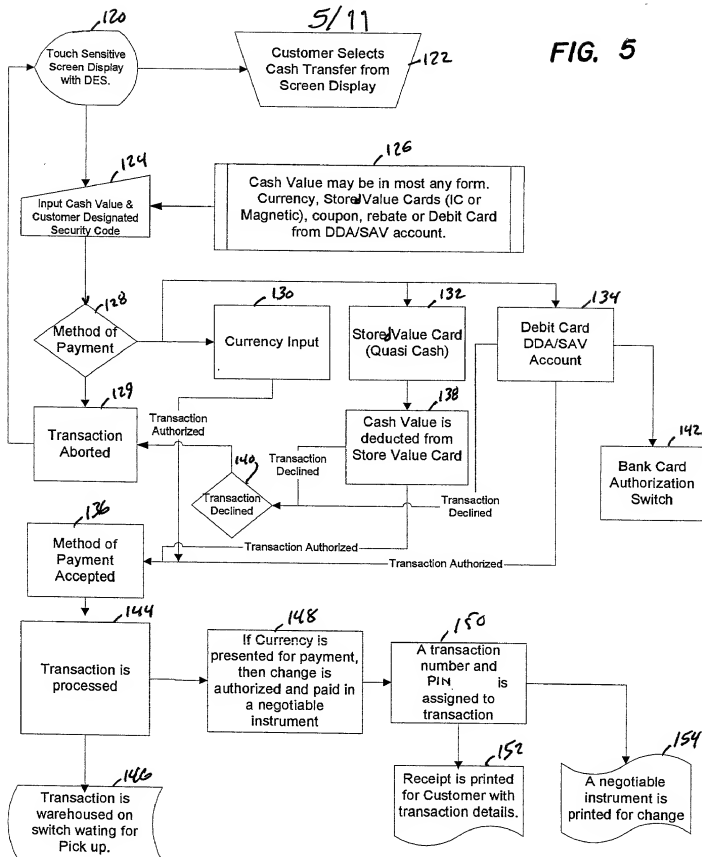 5/11
FIG. 5
120
Touch Sensitive
Screen Display
with DES.
Customer Selects
Cash Transfer from
Screen Display
122
124
Input Cash Value &
Customer Designated
Security Code
126
Cash Value may be in most any form.
Currency, Stored Value Cards (IC or
Magnetic), coupon, rebate or Debit Card
from DDA/SAV account.
128
Method of
Payment
130
Currency Input
132
Stored Value Card
(Quasi Cash)
134
Debit Card
DDA/SAV
Account
129
Transaction
Aborted
Transaction
Authorized
138
Cash Value is
deducted from
Store Value Card
Transaction
Declined
140
Transaction
Declined
Transaction
Declined
142
Bank Card
Authorization
Switch
136
Method of
Payment
Accepted
Transaction Authorized
Transaction Authorized
144
Transaction is
processed
148
If Currency is
presented for payment,
then change is
authorized and paid in
a negotiable
instrument
150
A transaction
number and
PIN is
assigned to
transaction
146
Transaction is
warehoused on
switch wating for
Pick up.
152
Receipt is printed
for Customer with
transaction details.
154
A negotiable
instrument is
printed for change